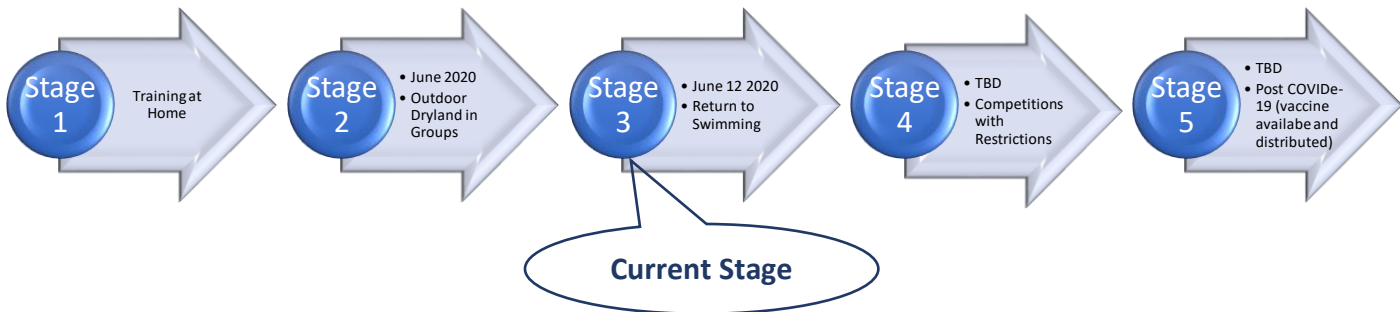 Stage
1
Training at
Home
Stage
2
• June 2020
• Outdoor
Dryland in
Groups
Stage
3
• June 12 2020
• Return to
Swimming
Stage
4
• TBD
• Competitions
with
Restrictions
Stage
5
• TBD
• Post COVIDe-
19 (vaccine
availabe and
distributed)
Current Stage